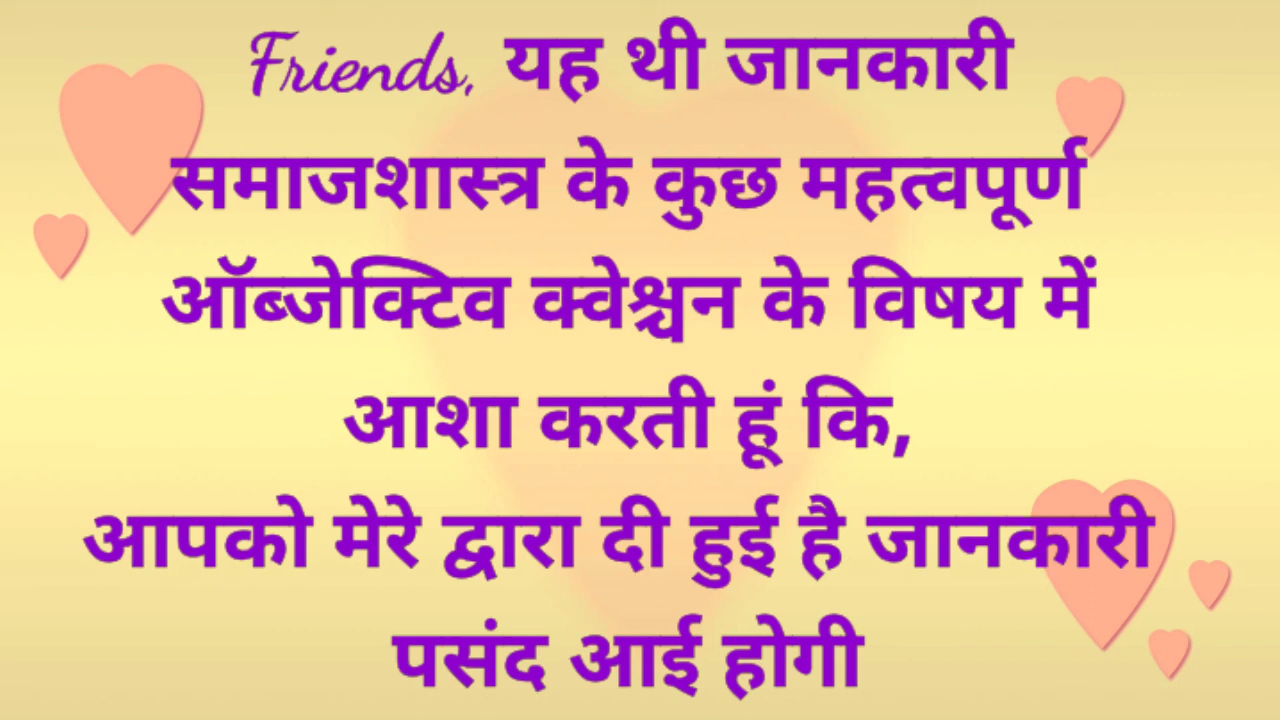 Friends, यह थी जानकारी
समाजशास्त्र के कुछ महत्वपूर्ण
ऑब्जेक्टिव क्वेश्चन के विषय में
आशा करती हूं कि,
आपको मेरे द्वारा दी हुई है जानकारी
पसंद आई होगी